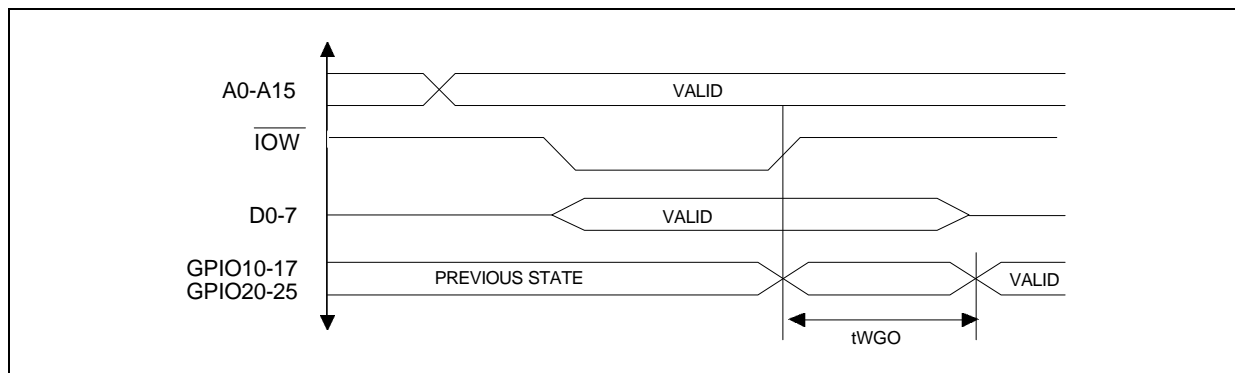 A0-A15
VALID
IOW
D0-7
VALID
GPIO10-17
GPIO20-25
PREVIOUS STATE
VALID
tWGO